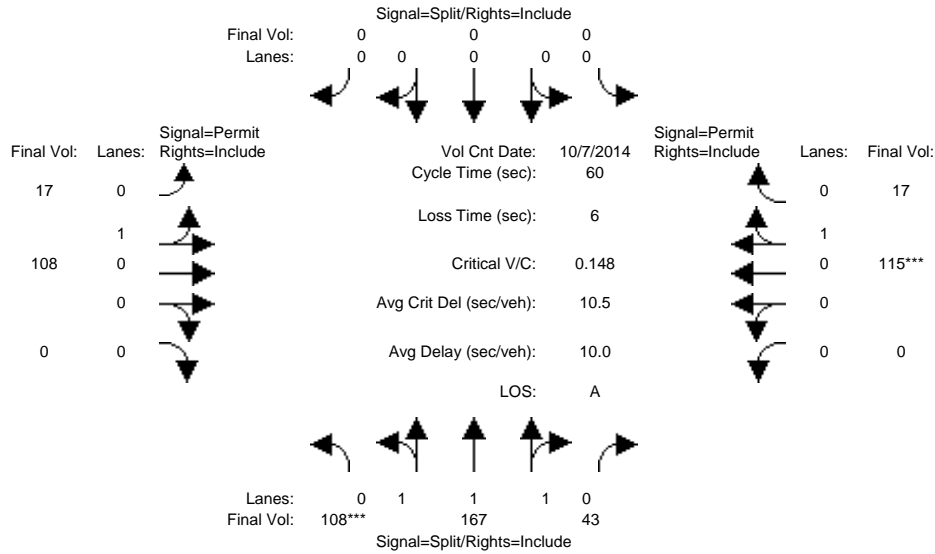 Signal=Split/Rights=Include
Final Vol: 0 0 0
Lanes: 0 0 0 0 0
Signal=Permit
Final Vol: Lanes: Rights=Include
Vol Cnt Date: 10/7/2014
Signal=Permit
Rights=Include Lanes: Final Vol:
Cycle Time (sec): 60
17 0
0 17
Loss Time (sec): 6
1
1
108 0
Critical V/C: 0.148
0 115***
0
Avg Crit Del (sec/veh): 10.5
0
0 0
Avg Delay (sec/veh): 10.0
0 0
LOS: A
Lanes: 0 1 1 1 0
Final Vol: 108*** 167 43
Signal=Split/Rights=Include